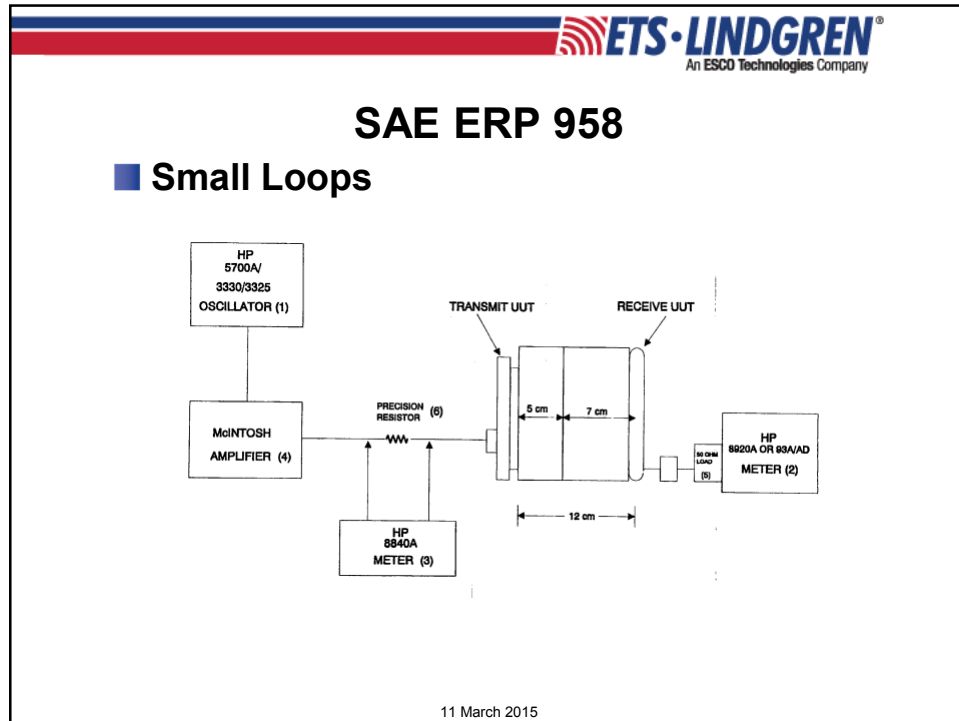 ETS·LINDGREN®
An ESCO Technologies Company
SAE ERP 958
Small Loops
HP
5700A/
3330/3325
OSCILLATOR (1)
TRANSMIT UUT
RECEIVE UUT
McINTOSH
AMPLIFIER (4)
PRECISION
RESISTOR (6)
5 cm
7 cm
50 OHM
LOAD
(5)
HP
8920A OR 93A/AD
METER (2)
12 cm
HP
8840A
METER (3)
11 March 2015